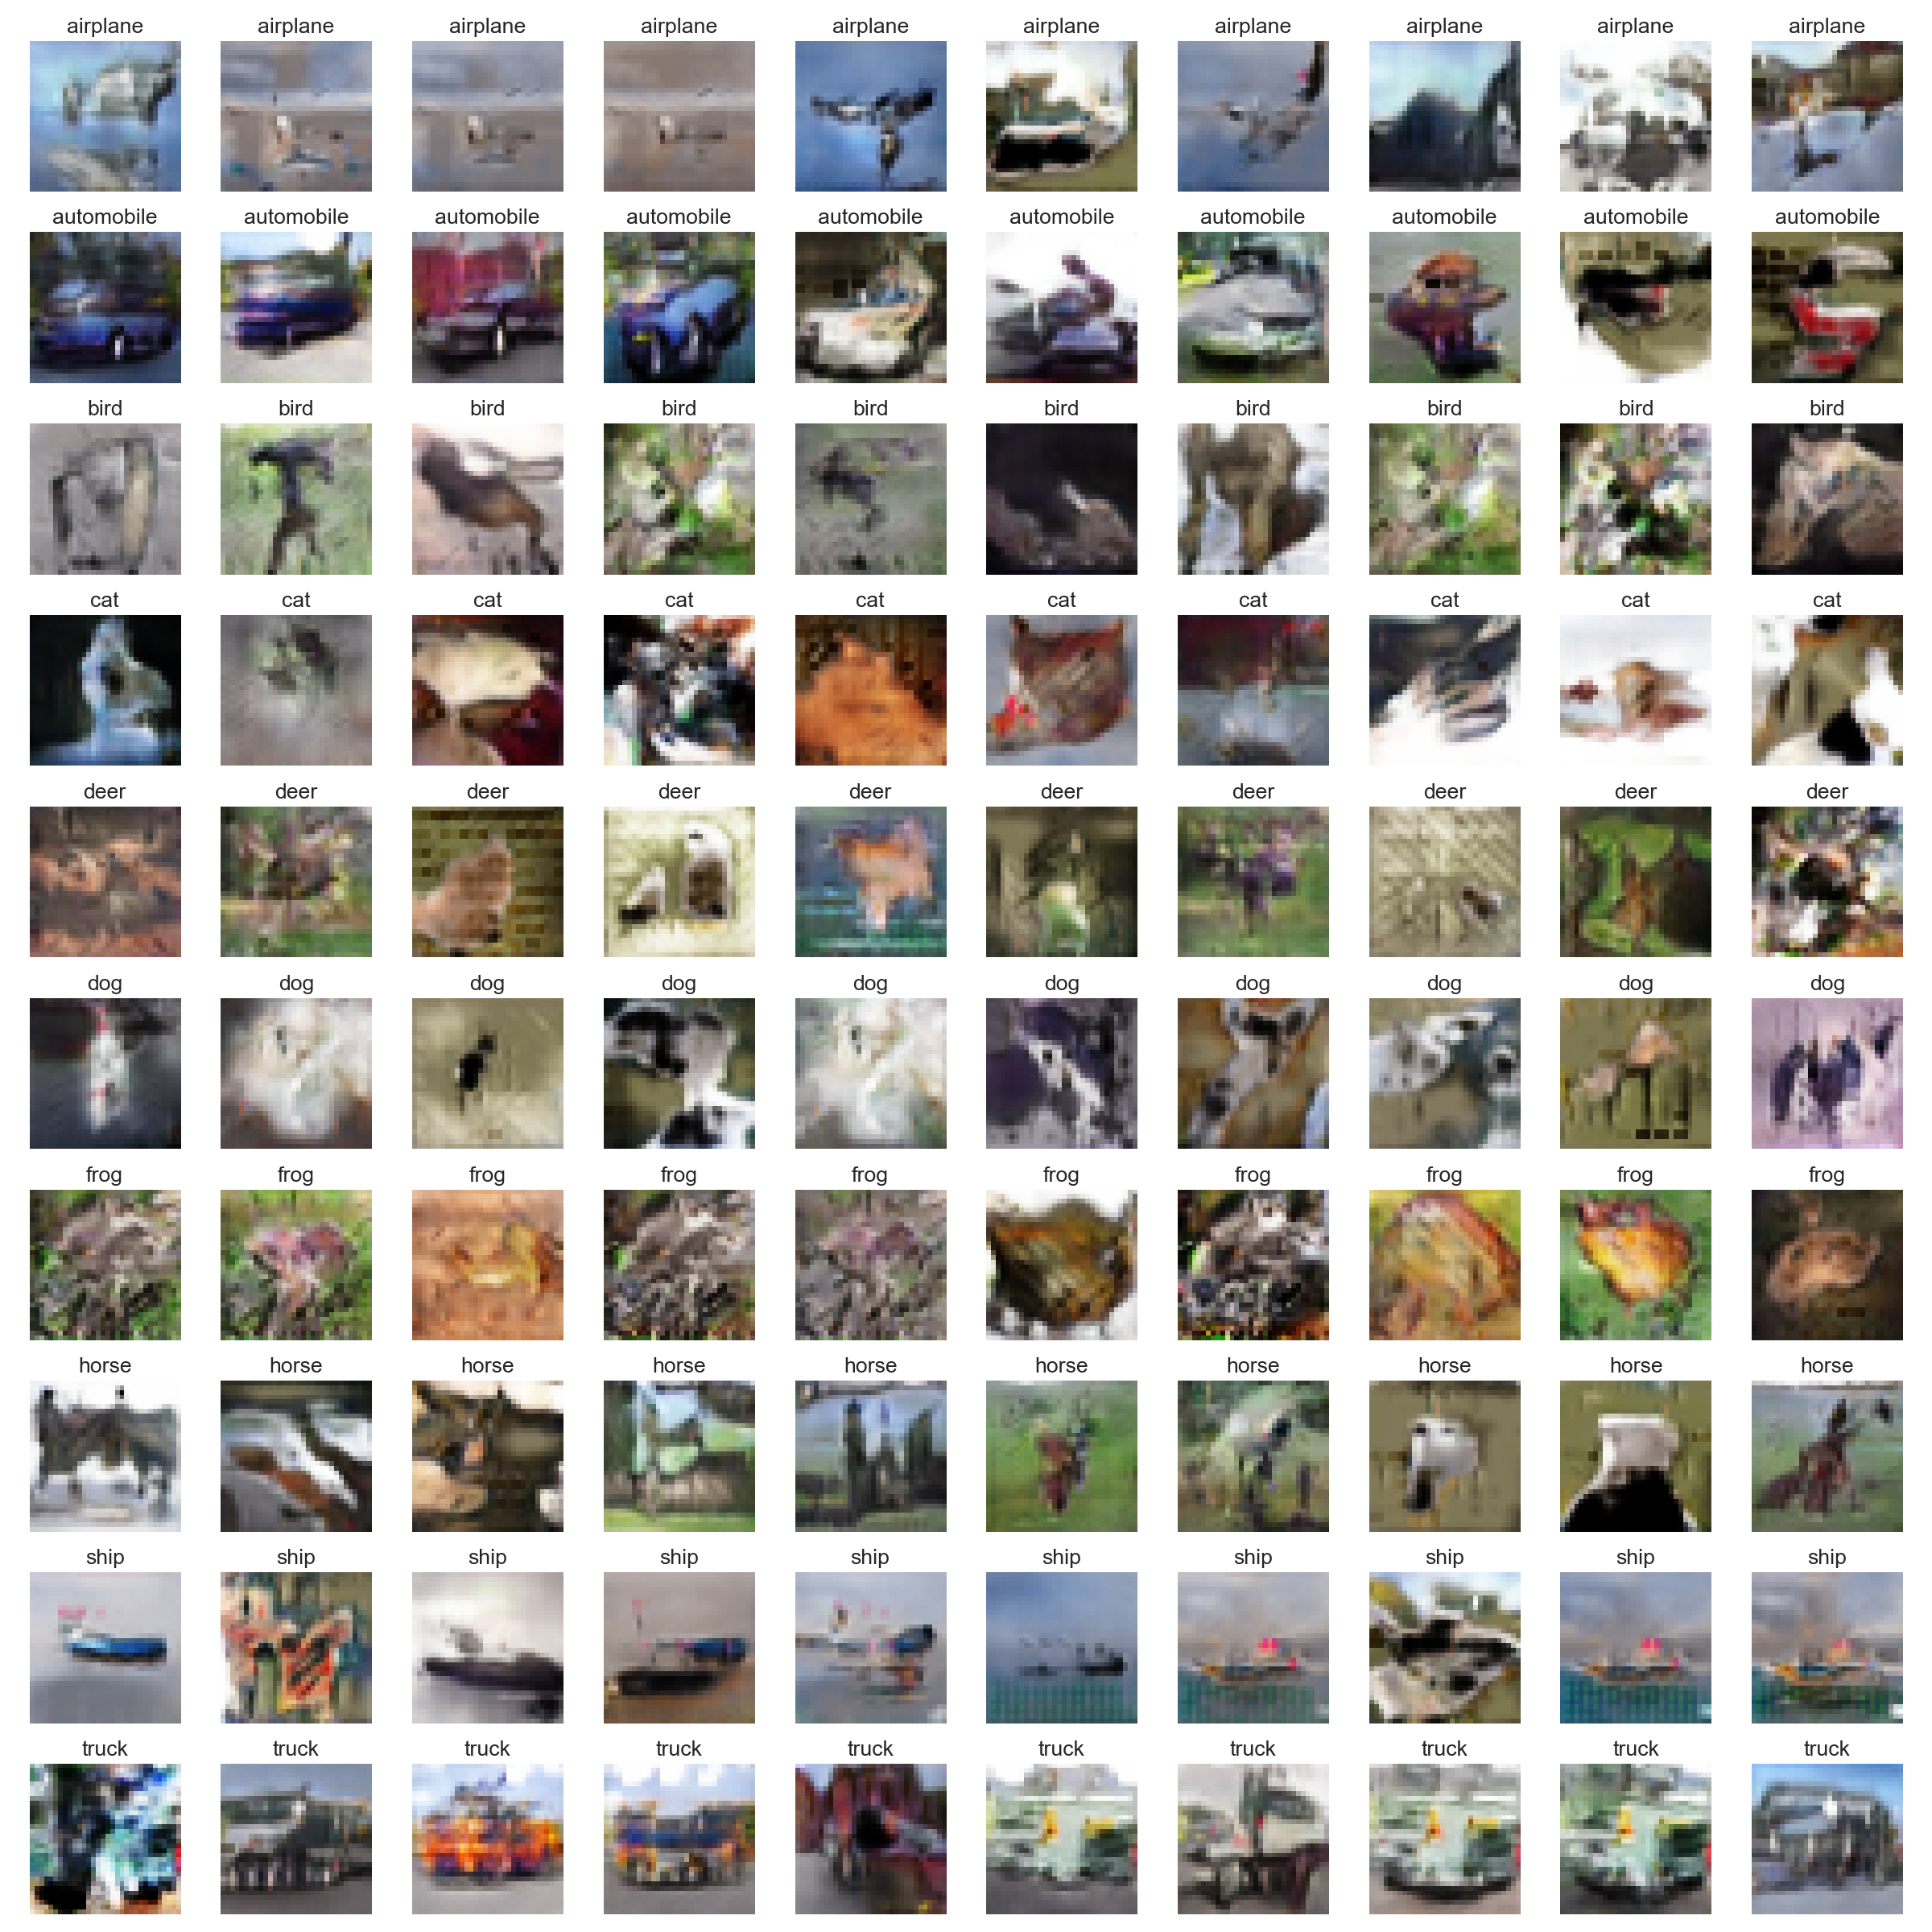 airplane airplane airplane airplane airplane airplane airplane airplane airplane airplane
automobile automobile automobile automobile automobile automobile automobile automobile automobile automobile
bird bird bird bird bird bird bird bird bird bird
cat cat cat cat cat cat cat cat cat cat
deer deer deer deer deer deer deer deer deer deer
dog dog dog dog dog dog dog dog dog dog
frog frog frog frog frog frog frog frog frog frog
horse horse horse horse horse horse horse horse horse horse
ship ship ship ship ship ship ship ship ship ship
truck truck truck truck truck truck truck truck truck truck